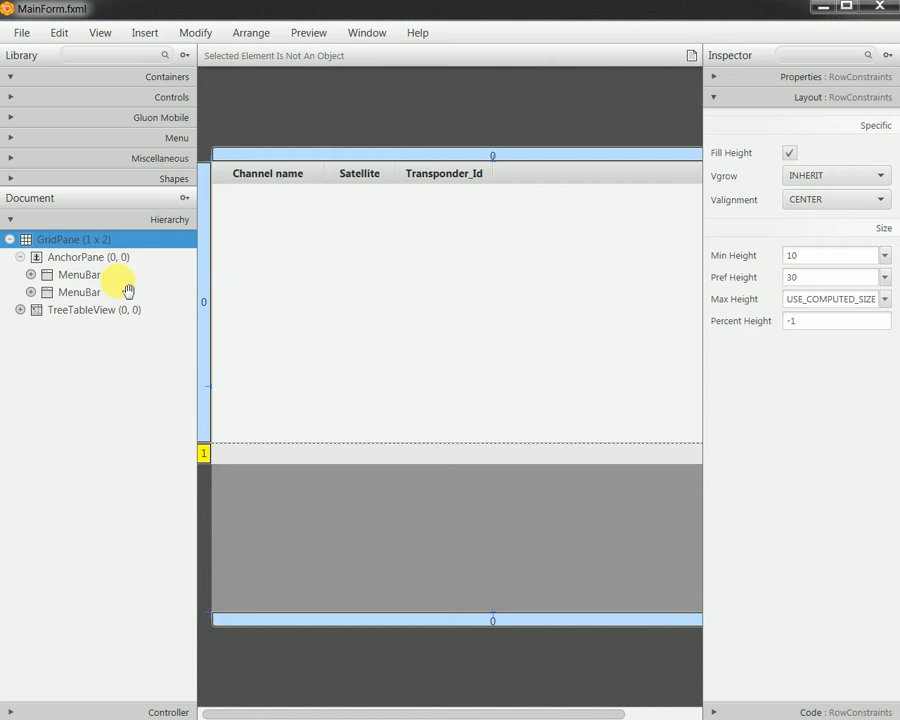 MainForm.fxml
File Edit View Insert Modify Arrange Preview Window Help
Library
Containers
Controls
Gluon Mobile
Menu
Miscellaneous
Shapes
Document
Hierarchy
GridPane (1 x 2)
AnchorPane (0, 0)
MenuBar
MenuBar
TreeTableView (0, 0)
Controller
Selected Element Is Not An Object
0
Channel name Satellite Transponder_Id
0
1
0
Inspector
Properties : RowConstraints
Layout : RowConstraints
Specific
Fill Height
Vgrow INHERIT
Valignment CENTER
Size
Min Height 10
Pref Height 30
Max Height USE_COMPUTED_SIZE
Percent Height -1
Code : RowConstraints